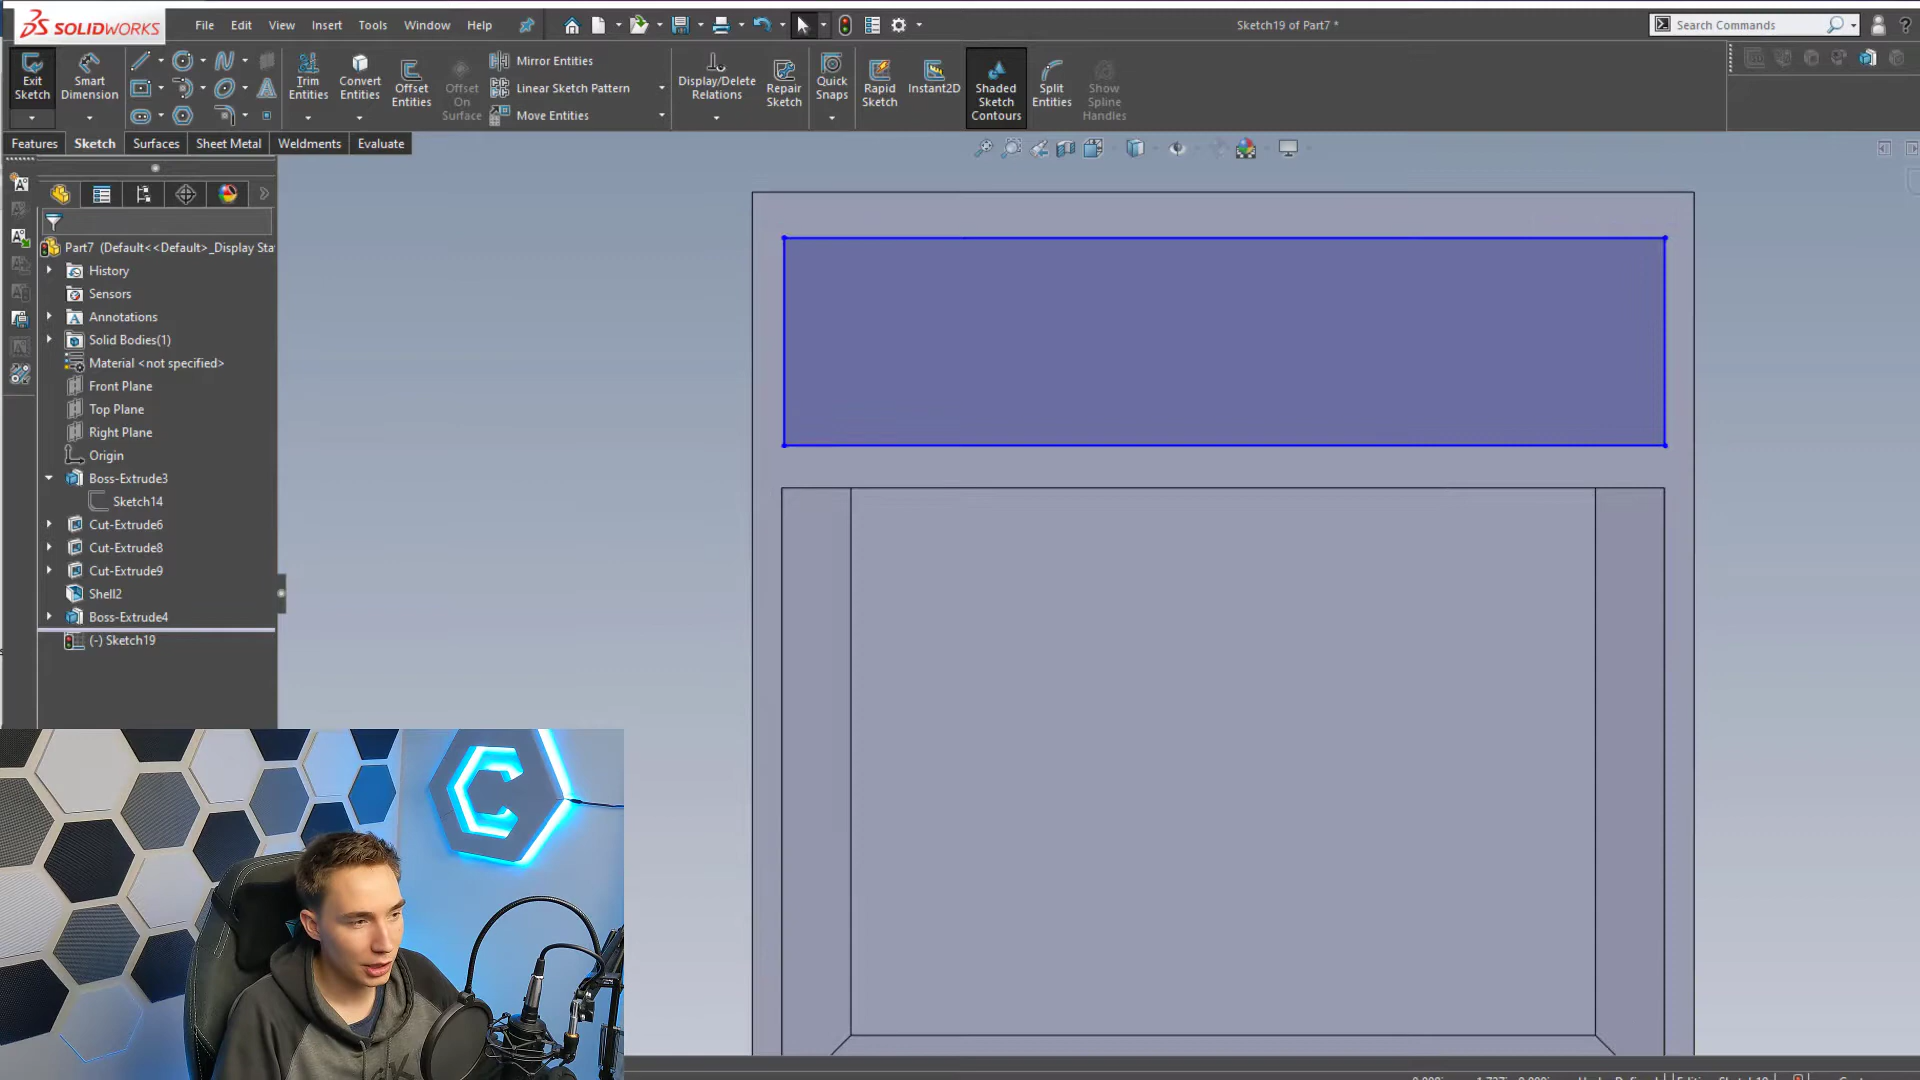 SOLIDWORKS
File Edit View Insert Tools Window Help
Sketch19 of Part7 *
Search Commands
Exit Sketch
Smart Dimension
Trim Entities
Convert Entities
Offset Entities
Offset On Surface
Mirror Entities
Linear Sketch Pattern
Move Entities
Display/Delete Relations
Repair Sketch
Quick Snaps
Rapid Sketch
Instant2D
Shaded Sketch Contours
Split Entities
Show Spline Handles
Features Sketch Surfaces Sheet Metal Weldments Evaluate
Part7 (Default<<Default>_Display Sta
History
Sensors
Annotations
Solid Bodies(1)
Material <not specified>
Front Plane
Top Plane
Right Plane
Origin
Boss-Extrude3
Sketch14
Cut-Extrude6
Cut-Extrude8
Cut-Extrude9
Shell2
Boss-Extrude4
(-) Sketch19